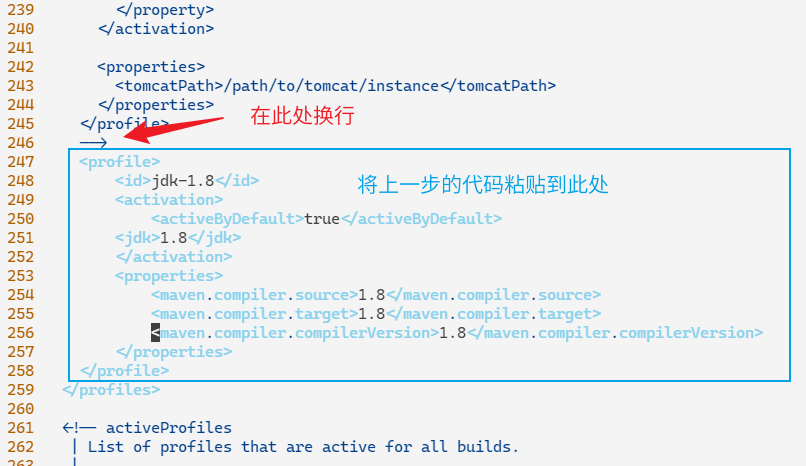 239 </property>
240 </activation>
241
242 <properties>
243 <tomcatPath>/path/to/tomcat/instance</tomcatPath>
244 </properties>
245 </profile>
在此处换行
246 -->
247 <profile>
248 <id>jdk-1.8</id>
将上一步的代码粘贴到此处
249 <activation>
250 <activeByDefault>true</activeByDefault>
251 <jdk>1.8</jdk>
252 </activation>
253 <properties>
254 <maven.compiler.source>1.8</maven.compiler.source>
255 <maven.compiler.target>1.8</maven.compiler.target>
256 <maven.compiler.compilerVersion>1.8</maven.compiler.compilerVersion>
257 </properties>
258 </profile>
259 </profiles>
260
261 <!-- activeProfiles
262 | List of profiles that are active for all builds.
263 |